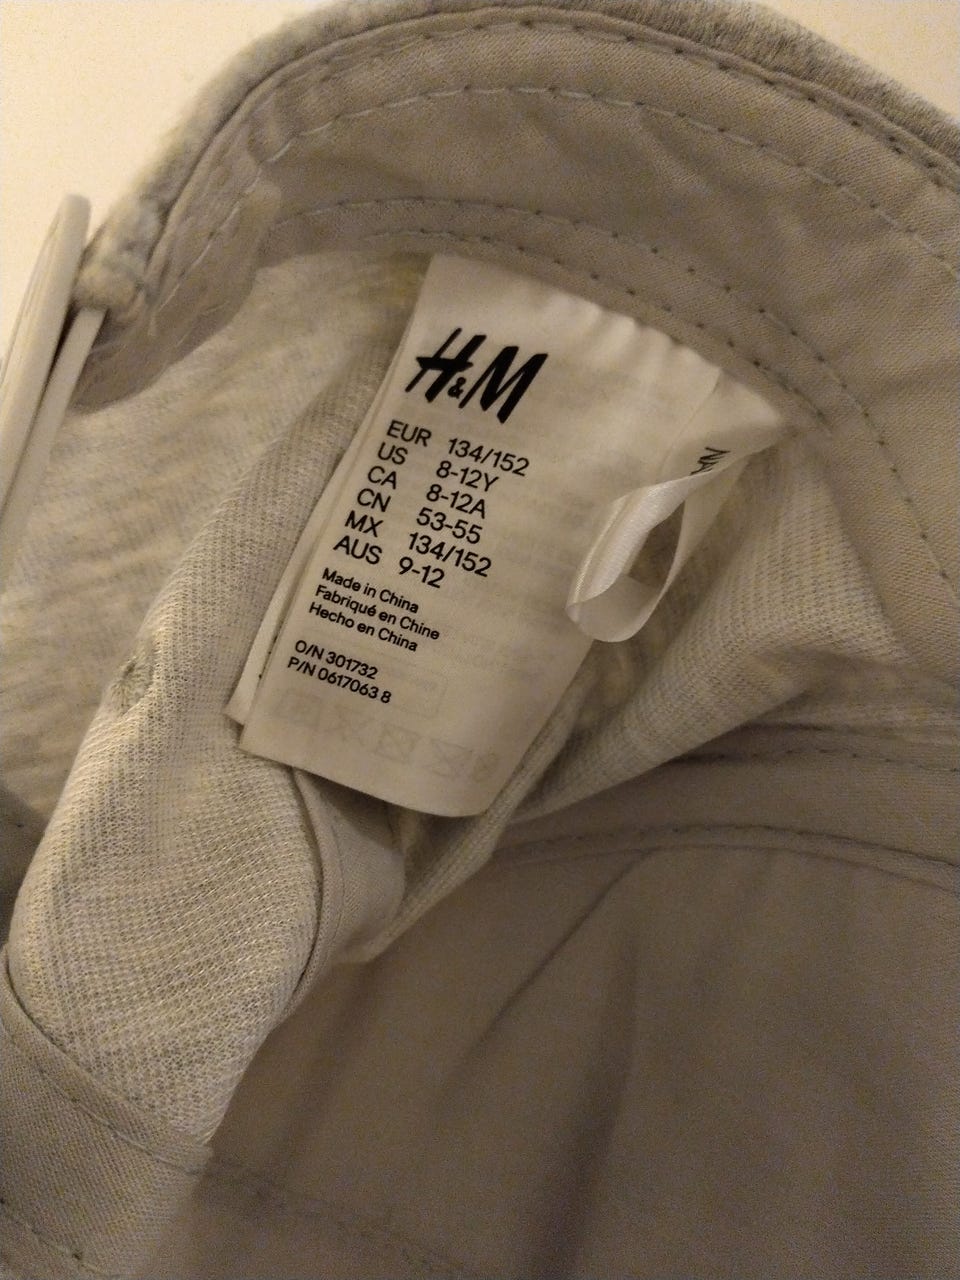 H&M
EUR 134/152
US 8-12Y
CA 8-12A
CN 53-55
MX 134/152
AUS 9-12
Made in China
Fabriqué en Chine
Hecho en China
O/N 301732
P/N 0617063 8